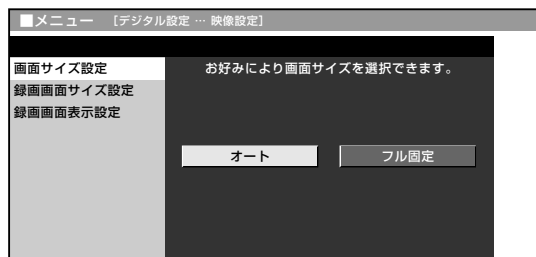 ■メニュー [デジタル設定 … 映像設定]
画面サイズ設定
録画画面サイズ設定
録画画面表示設定
お好みにより画面サイズを選択できます。
オート
フル固定